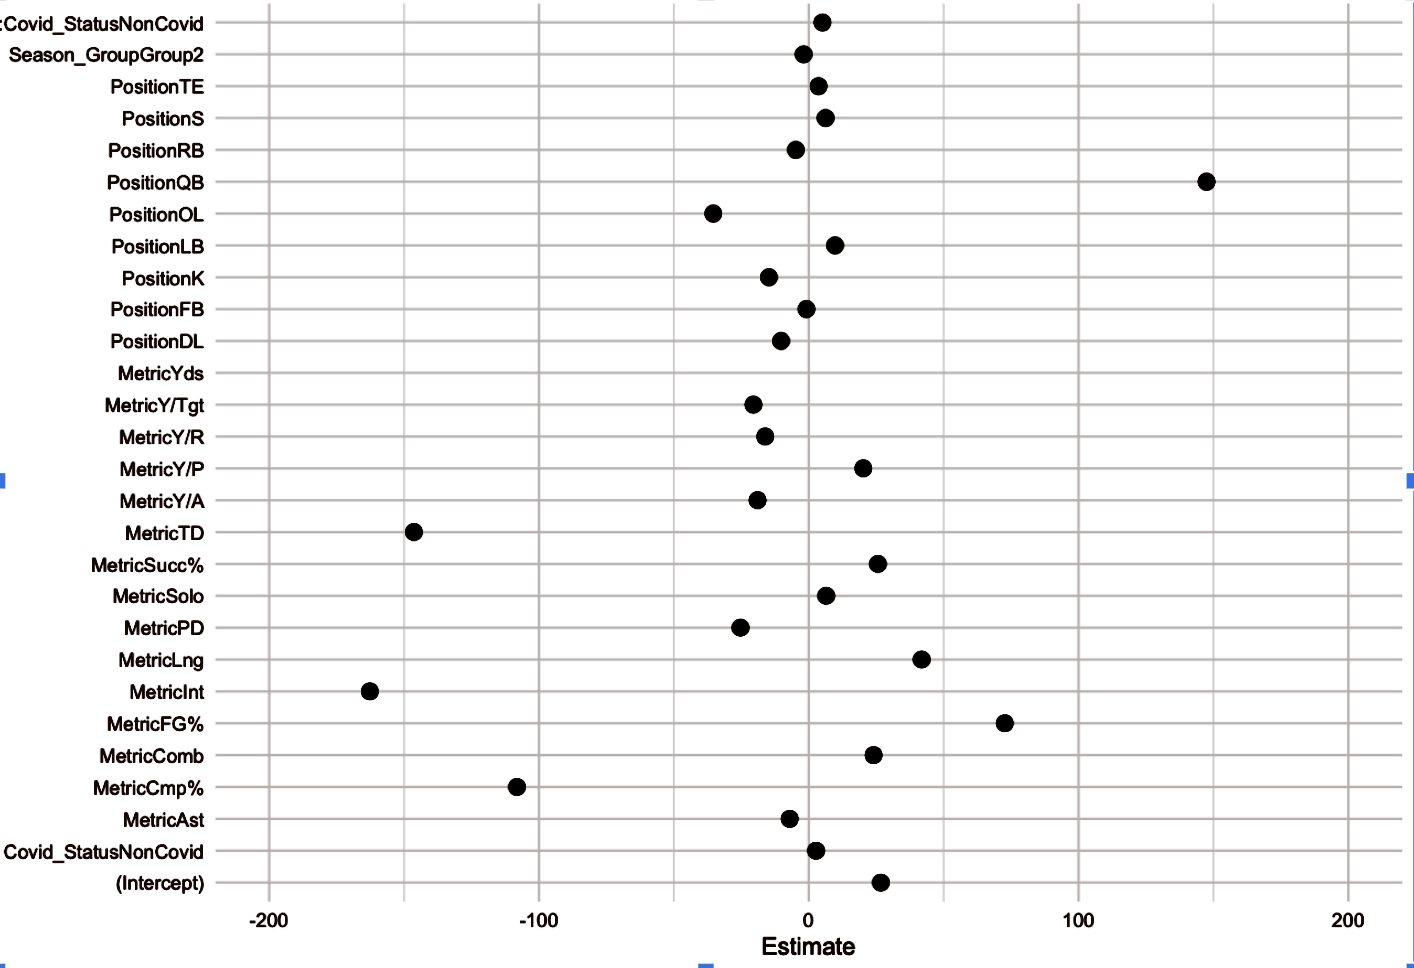 :Covid_StatusNonCovid
Season_GroupGroup2
PositionTE
PositionS
PositionRB
PositionQB
PositionOL
PositionLB
PositionK
PositionFB
PositionDL
MetricYds
MetricY/Tgt
MetricY/R
MetricY/P
MetricY/A
MetricTD
MetricSucc%
MetricSolo
MetricPD
MetricLng
MetricInt
MetricFG%
MetricComb
MetricCmp%
MetricAst
Covid_StatusNonCovid
(Intercept)
-200 -100 0 100 200
Estimate